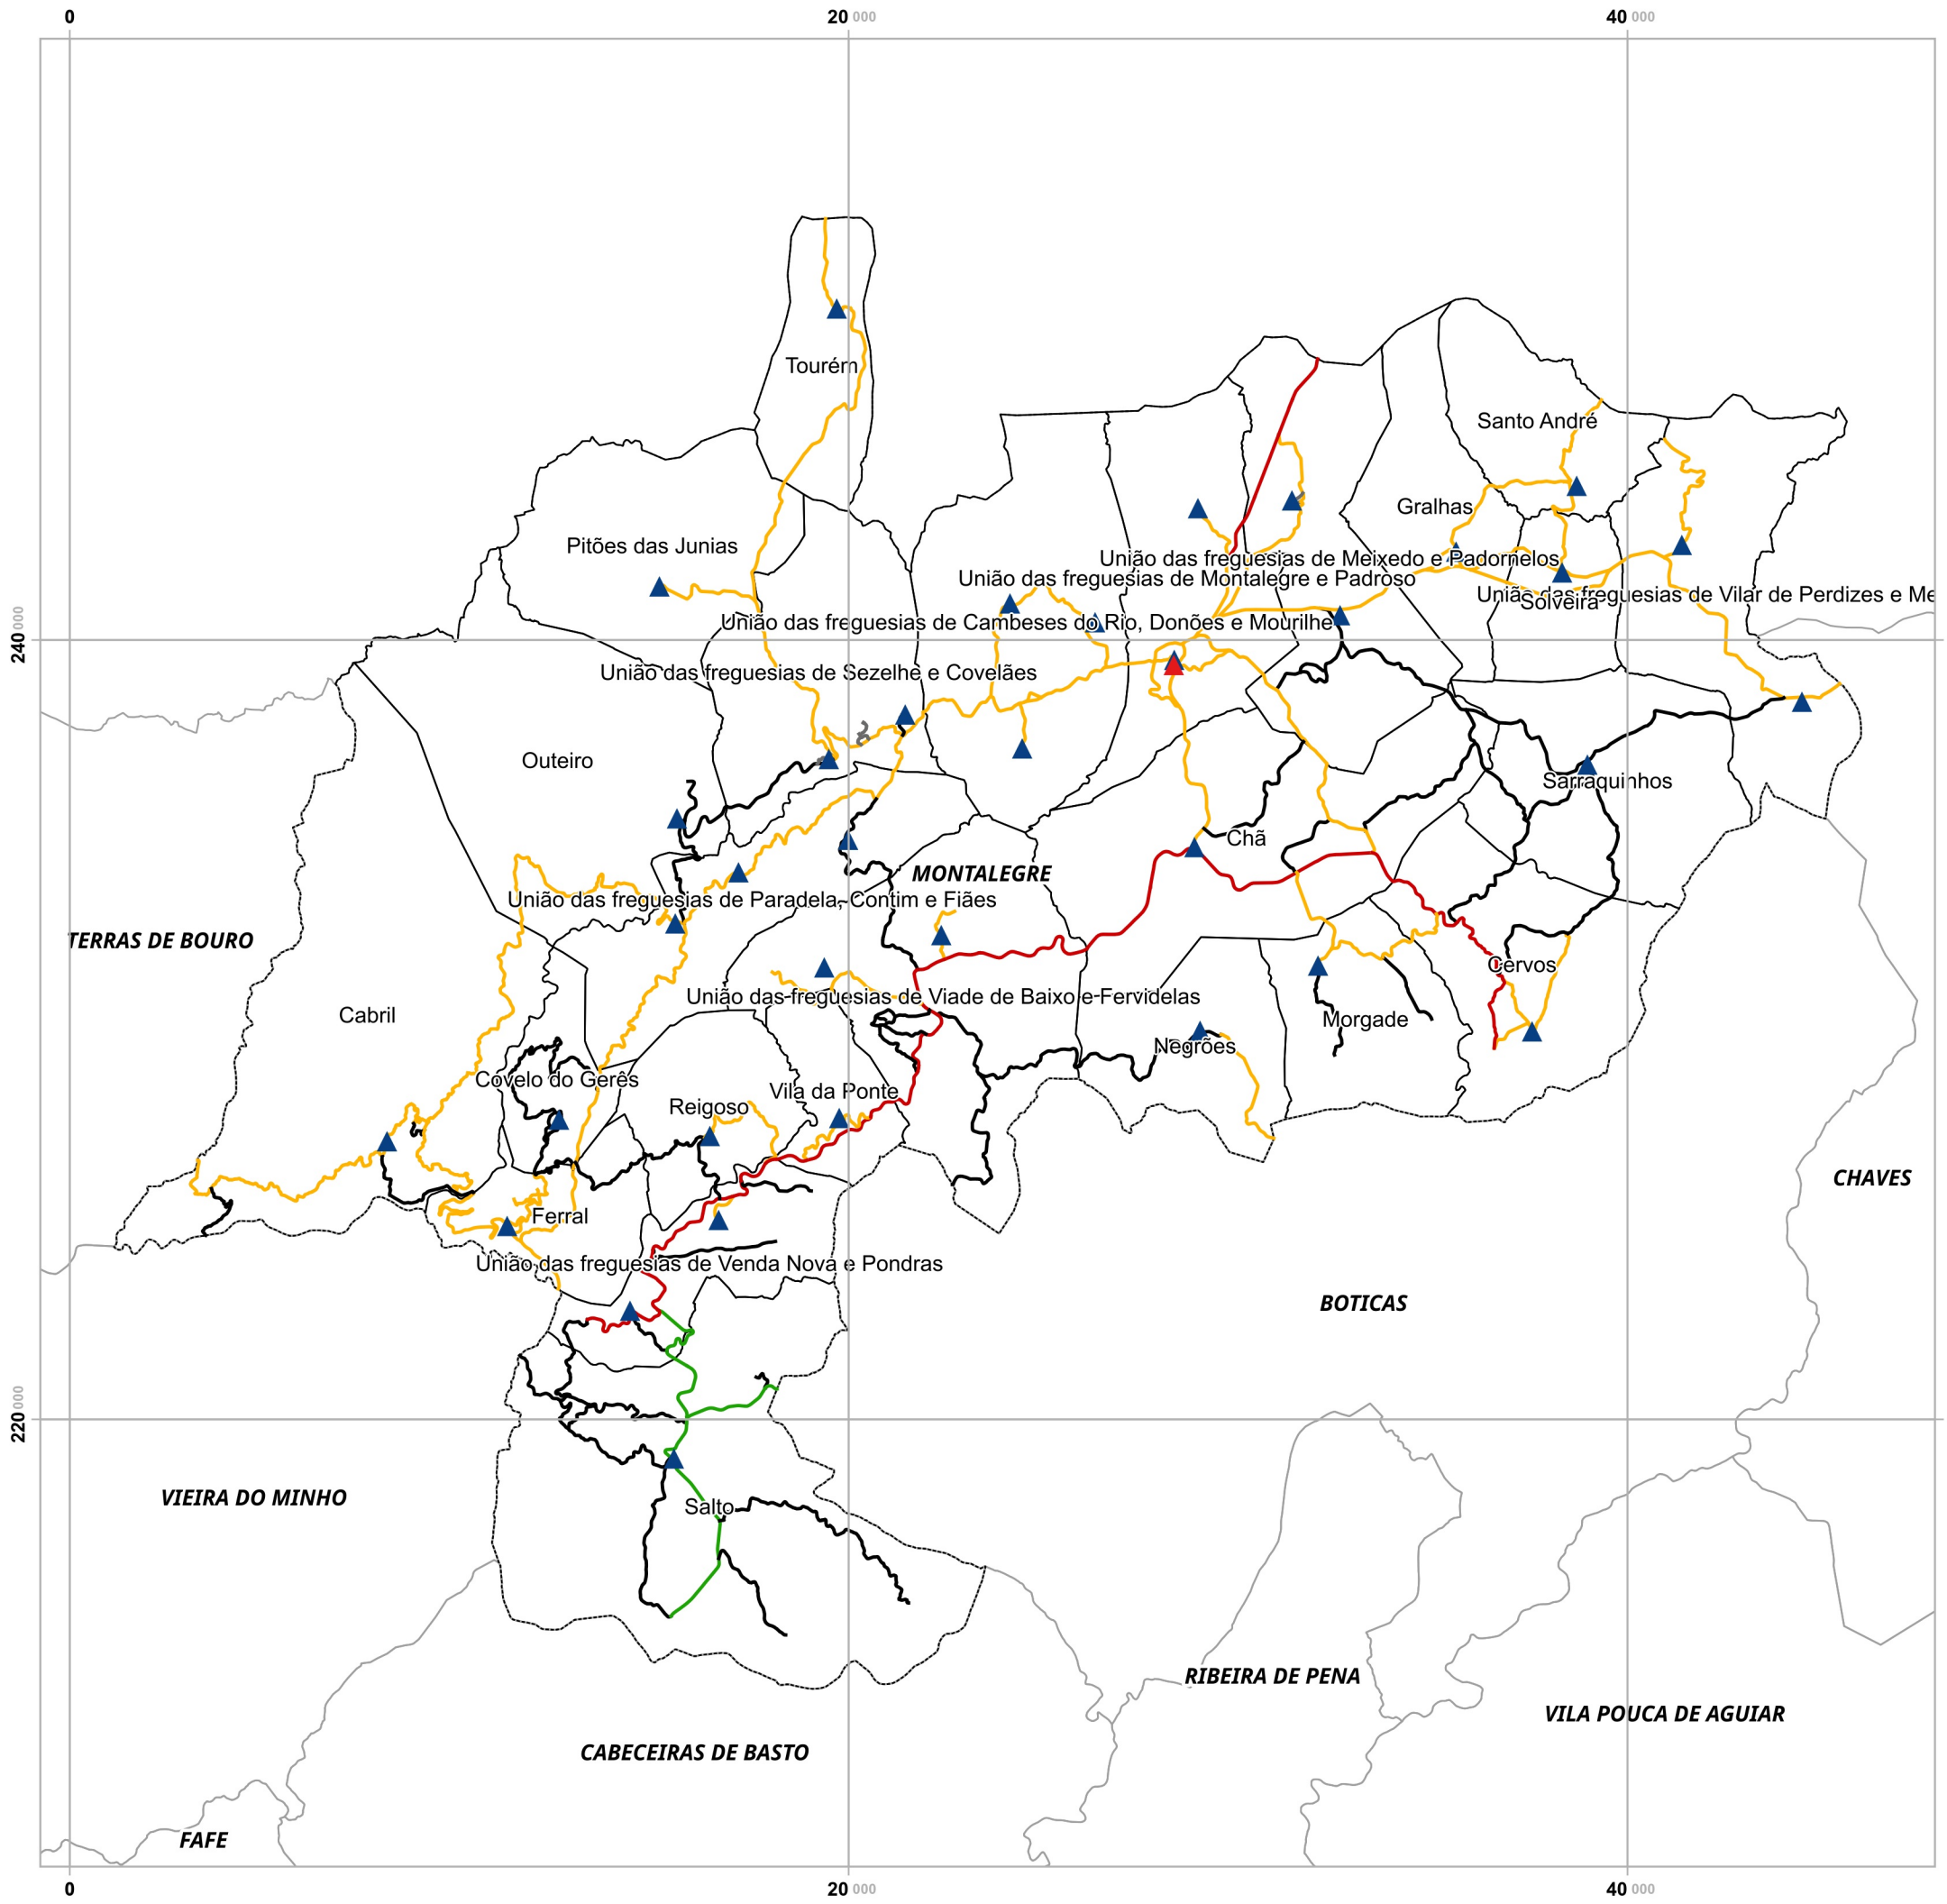 0 20 000 40 000
Tourém
Santo André
Gralhas
Pitões das Junias
União das freguesias de Meixedo e Padornelos
União das freguesias de Montalegre e Padroso
União das freguesias de Vilar de Perdizes e Me
Solveira
240 000
União das freguesias de Cambeses do Rio, Donões e Mourilhe
União das freguesias de Sezelhe e Covelães
Outeiro
Sarraquinhos
Chã
MONTALEGRE
União das freguesias de Paradela, Contim e Fiães
TERRAS DE BOURO
Cervos
União das freguesias de Viade de Baixo e Fervidelas
Cabril
Morgade
Negrões
Covelo do Gerês
Vila da Ponte
Reigoso
CHAVES
Ferral
União das freguesias de Venda Nova e Pondras
BOTICAS
220 000
VIEIRA DO MINHO
Salto
RIBEIRA DE PENA
VILA POUCA DE AGUIAR
CABECEIRAS DE BASTO
FAFE
0 20 000 40 000